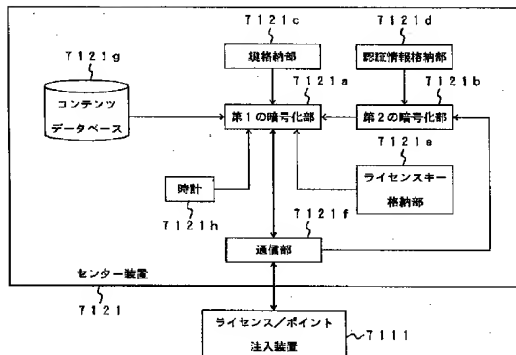 7121c
7121d
7121g
規格納部
認証情報格納部
7121a
7121b
コンテンツ
データベース
第1の暗号化部
第2の暗号化部
7121e
時計
ライセンスキー
格納部
7121h
7121f
通信部
センター装置
7121
ライセンス/ポイント
注入装置
7111